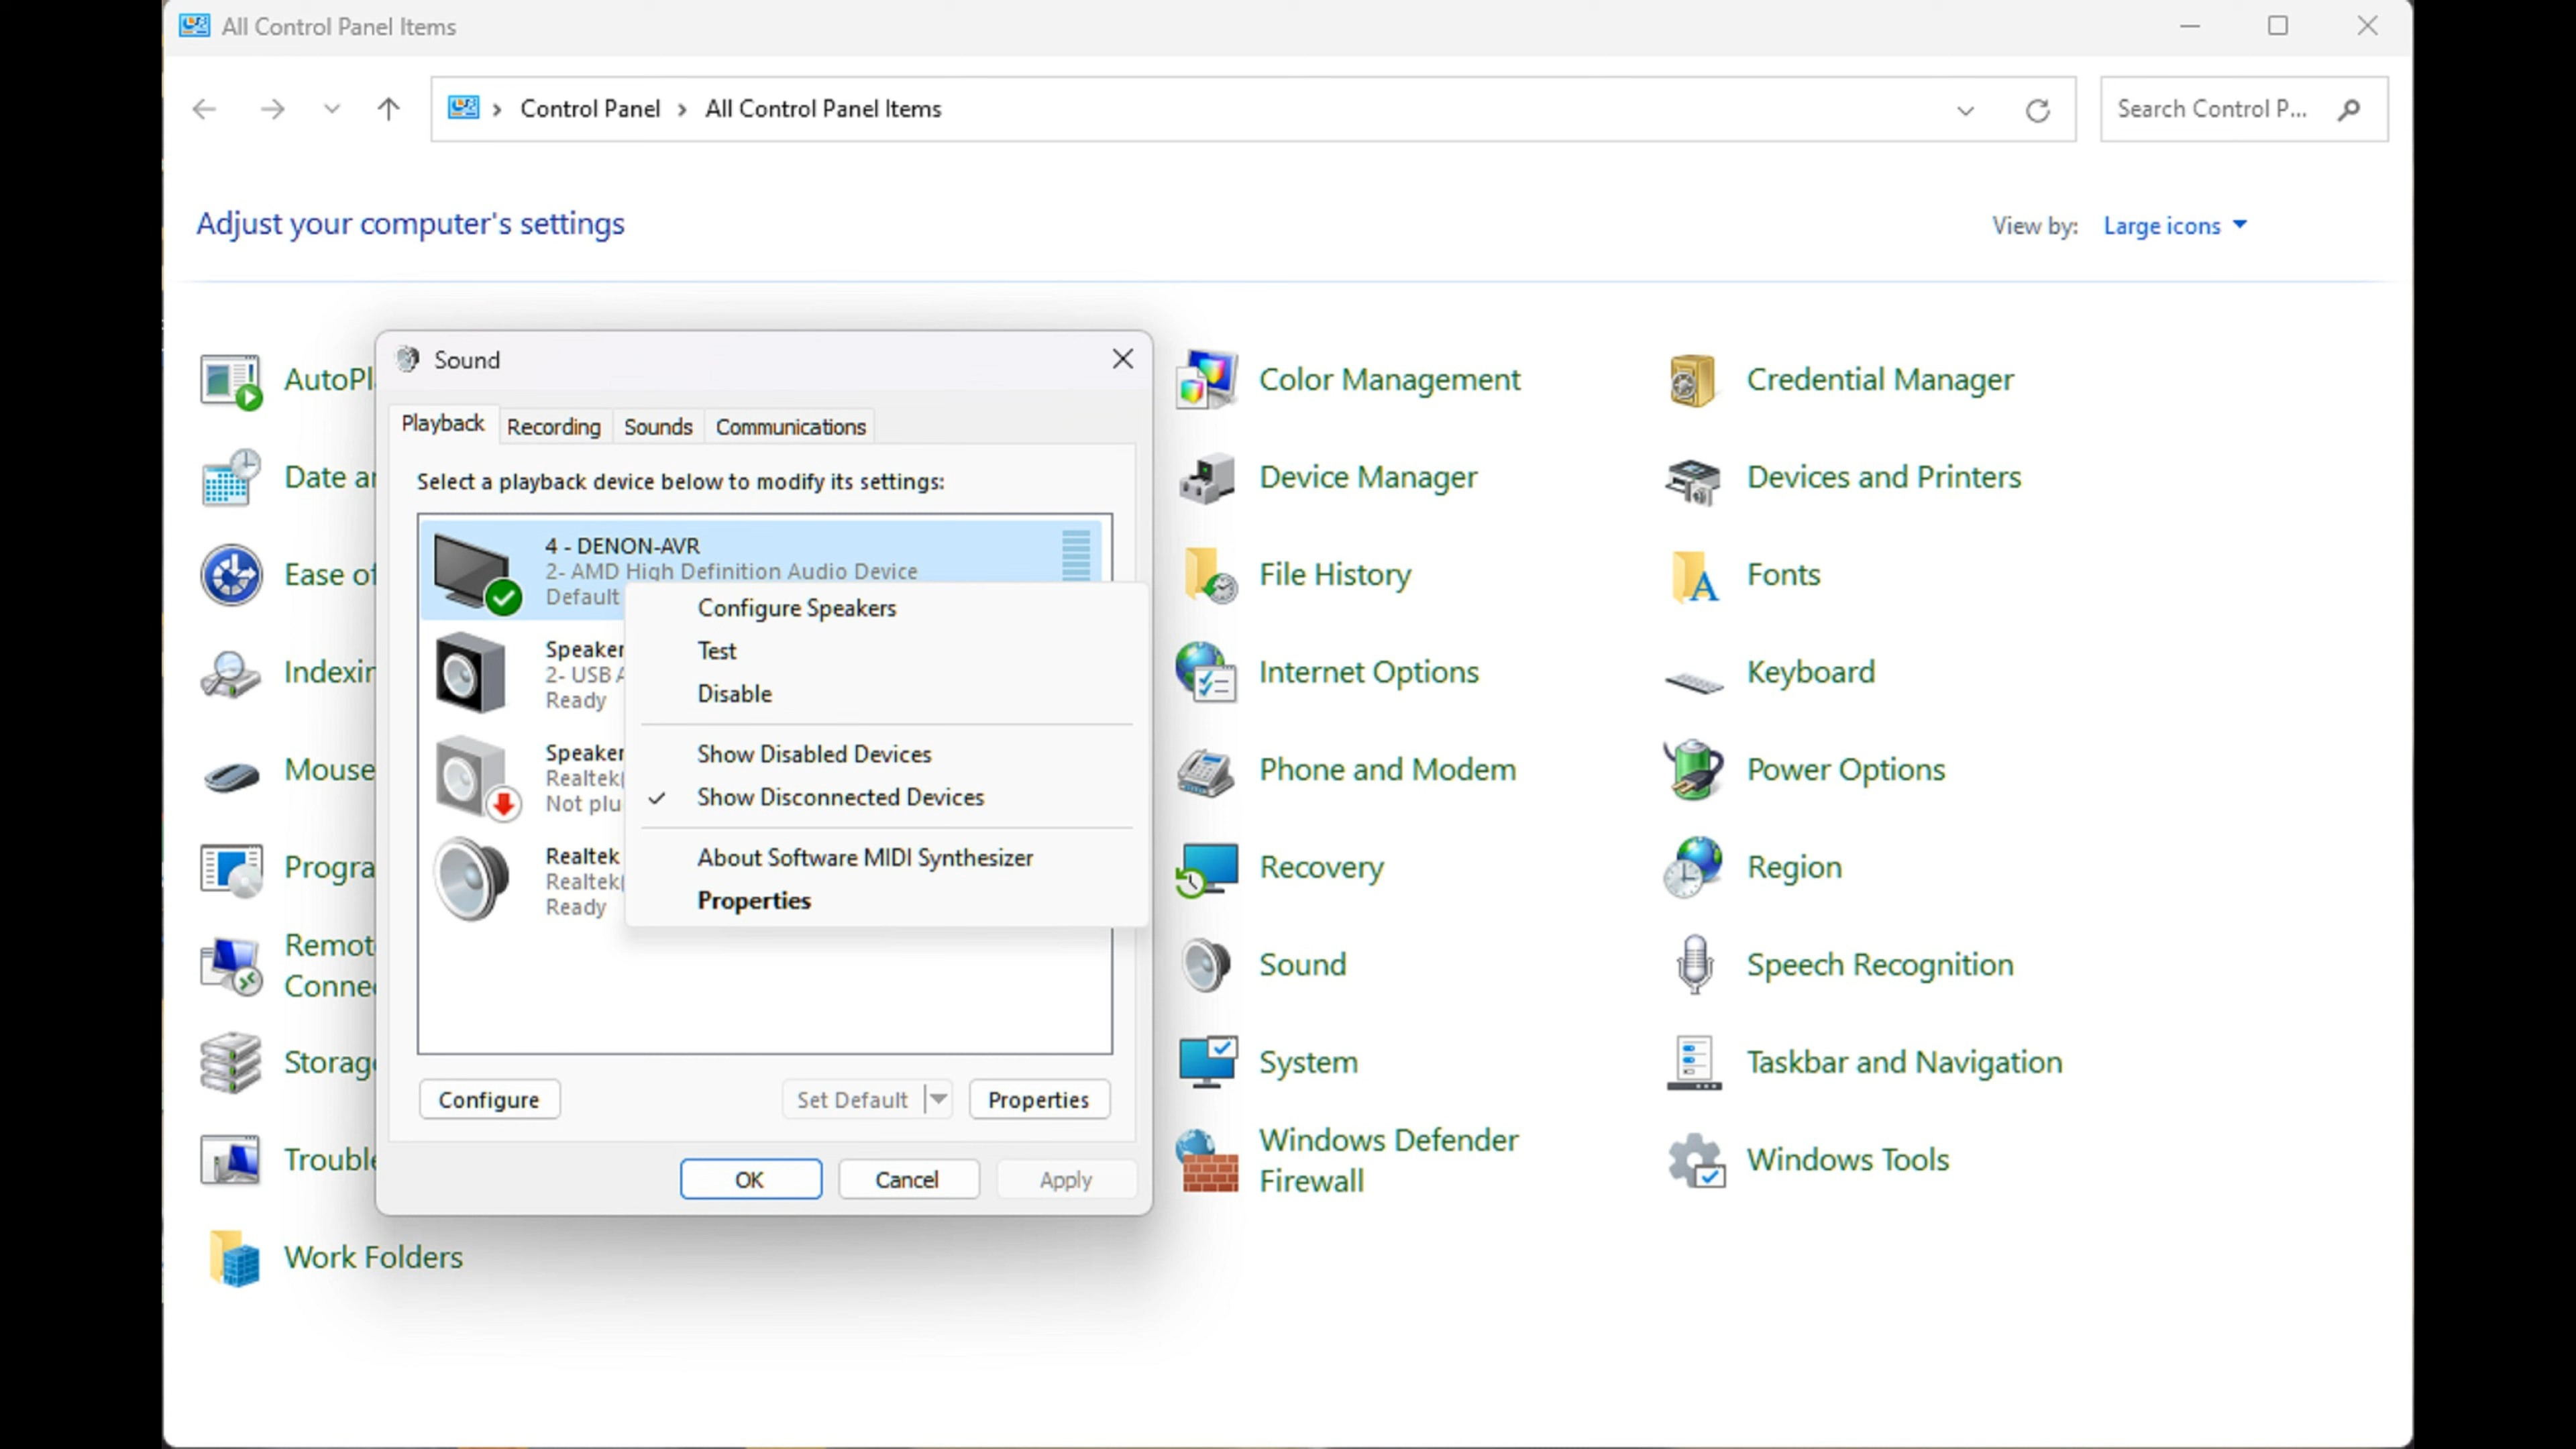 All Control Panel Items
Control Panel > All Control Panel Items
Search Control P...
Adjust your computer's settings
View by: Large icons
AutoPl
Color Management
Credential Manager
Date an
Device Manager
Devices and Printers
Ease of
File History
Fonts
Indexin
Internet Options
Keyboard
Mouse
Phone and Modem
Power Options
Progra
Recovery
Region
Remot
Connec
Sound
Speech Recognition
Storag
System
Taskbar and Navigation
Trouble
Windows Defender
Firewall
Windows Tools
Work Folders
Sound
Playback
Recording
Sounds
Communications
Select a playback device below to modify its settings:
4 - DENON-AVR
2- AMD High Definition Audio Device
Default
Speaker
2- USB A
Ready
Speaker
Realtek(
Not plu
Realtek
Realtek(
Ready
Configure Speakers
Test
Disable
Show Disabled Devices
Show Disconnected Devices
About Software MIDI Synthesizer
Properties
Configure
Set Default
Properties
OK
Cancel
Apply